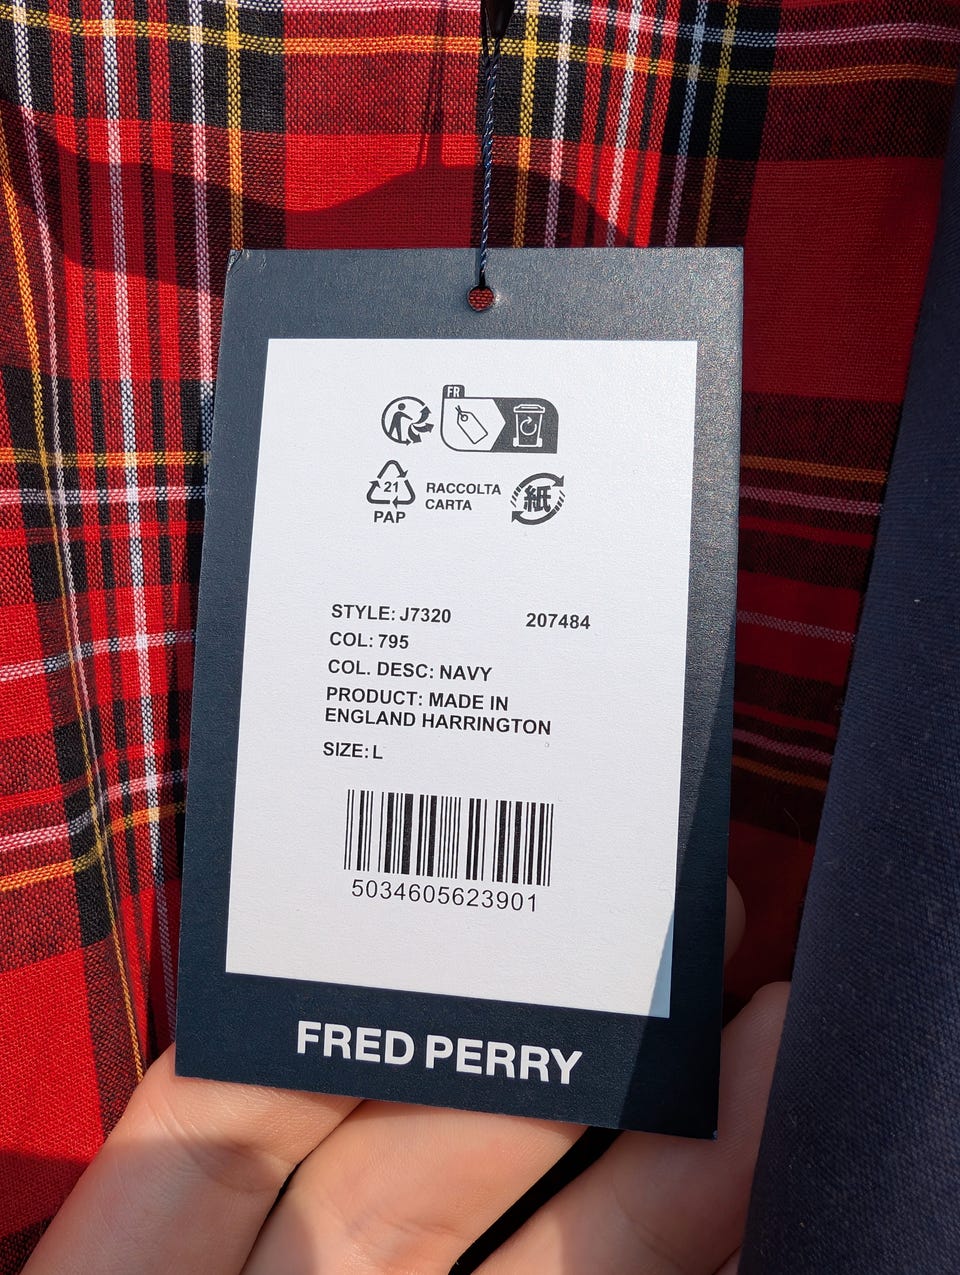 FR
21
PAP
RACCOLTA
CARTA
紙
STYLE: J7320 207484
COL: 795
COL. DESC: NAVY
PRODUCT: MADE IN
ENGLAND HARRINGTON
SIZE: L
5034605623901
FRED PERRY